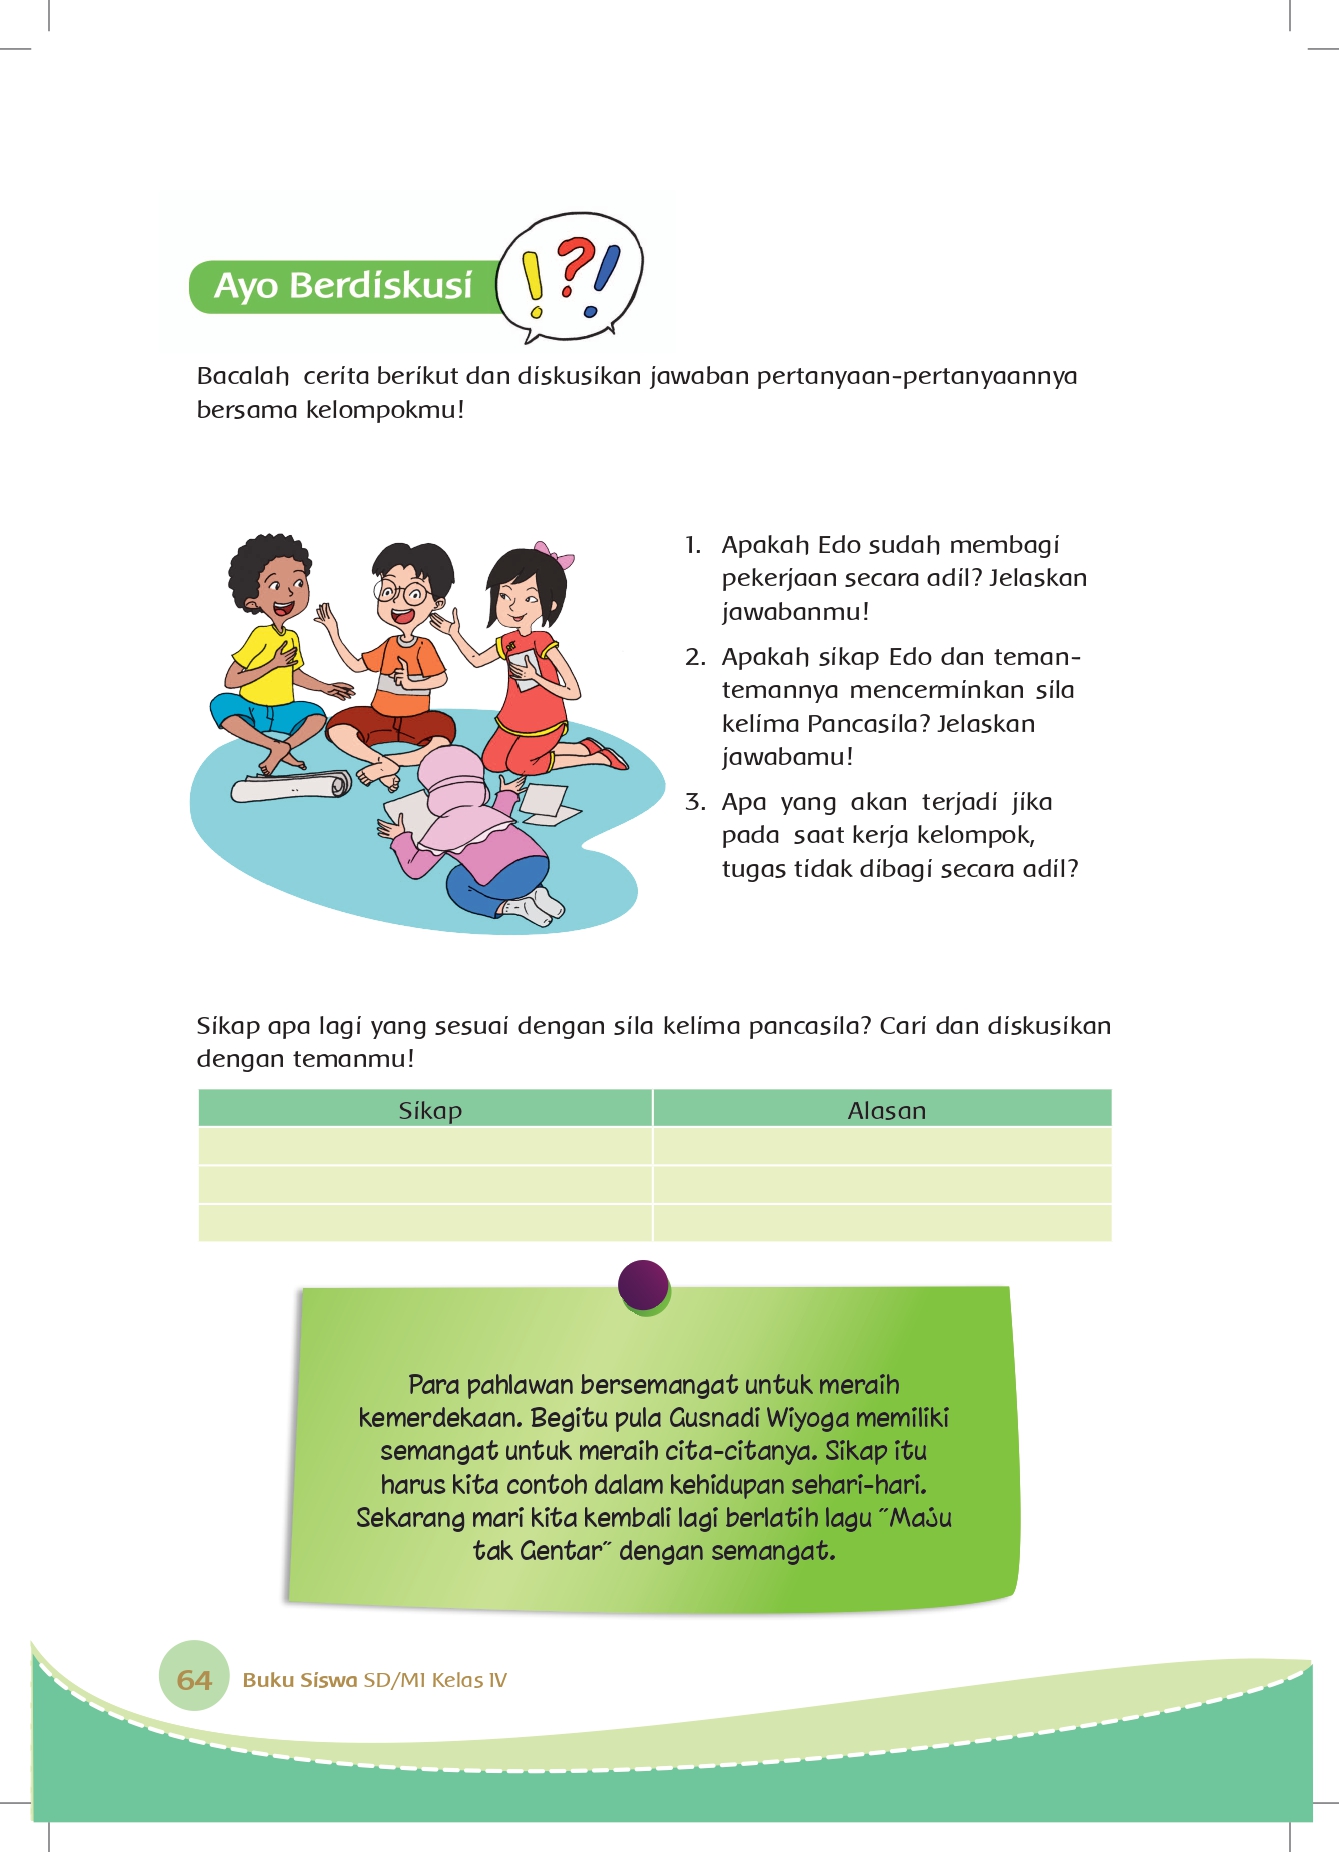 Ayo Berdiskusi
!?!
Bacalah cerita berikut dan diskusikan jawaban pertanyaan-pertanyaannya
bersama kelompokmu!
1. Apakah Edo sudah membagi
pekerjaan secara adil? Jelaskan
jawabanmu!
2. Apakah sikap Edo dan teman-
temannya mencerminkan sila
kelima Pancasila? Jelaskan
jawabamu!
3. Apa yang akan terjadi jika
pada saat kerja kelompok,
tugas tidak dibagi secara adil?
Sikap apa lagi yang sesuai dengan sila kelima pancasila? Cari dan diskusikan
dengan temanmu!
Sikap Alasan
Para pahlawan bersemangat untuk meraih
kemerdekaan. Begitu pula Gusnadi Wiyoga memiliki
semangat untuk meraih cita-citanya. Sikap itu
harus kita contoh dalam kehidupan sehari-hari.
Sekarang mari kita kembali lagi berlatih lagu "Maju
tak Gentar" dengan semangat.
64 Buku Siswa SD/MI Kelas IV